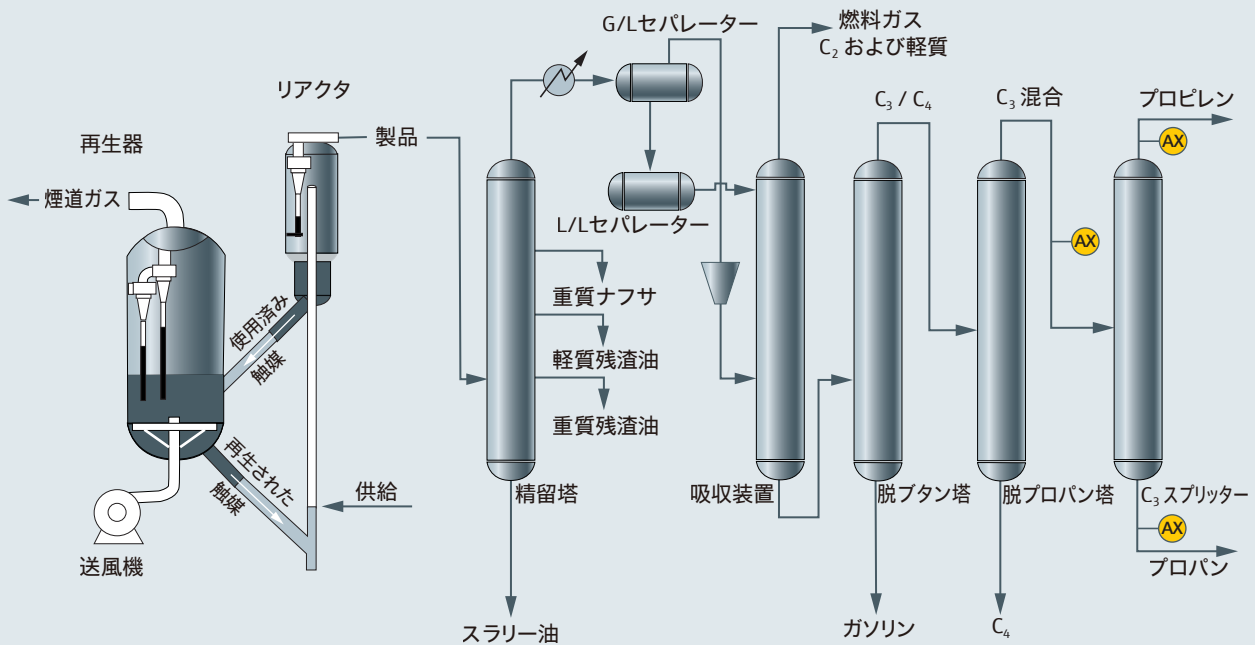 G/Lセパレーター
燃料ガス
C₂ および軽質
リアクタ
C₃ / C₄
C₃ 混合
プロピレン
再生器
製品
AX
煙道ガス
L/Lセパレーター
AX
使用済み
触媒
重質ナフサ
軽質残渣油
重質残渣油
再生された
触媒
供給
精留塔
吸収装置
脱ブタン塔
脱プロパン塔
C₃ スプリッター
AX
送風機
プロパン
スラリー油
ガソリン
C₄